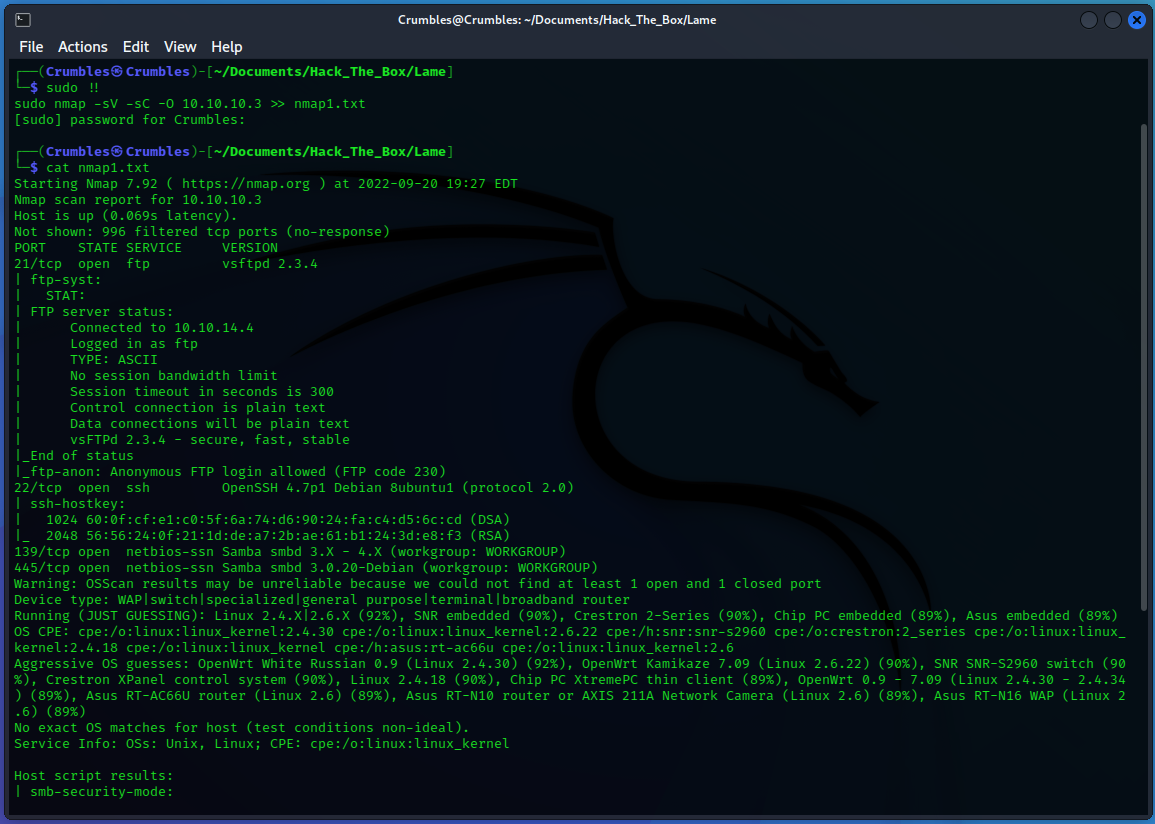 Crumbles@Crumbles: ~/Documents/Hack_The_Box/Lame
File Actions Edit View Help
┌──(Crumbles㉿Crumbles)-[~/Documents/Hack_The_Box/Lame]
└─$ sudo !!
sudo nmap -sV -sC -O 10.10.10.3 >> nmap1.txt
[sudo] password for Crumbles:
┌──(Crumbles㉿Crumbles)-[~/Documents/Hack_The_Box/Lame]
└─$ cat nmap1.txt
Starting Nmap 7.92 ( https://nmap.org ) at 2022-09-20 19:27 EDT
Nmap scan report for 10.10.10.3
Host is up (0.069s latency).
Not shown: 996 filtered tcp ports (no-response)
PORT    STATE SERVICE     VERSION
21/tcp  open  ftp         vsftpd 2.3.4
| ftp-syst:
|   STAT:
| FTP server status:
|      Connected to 10.10.14.4
|      Logged in as ftp
|      TYPE: ASCII
|      No session bandwidth limit
|      Session timeout in seconds is 300
|      Control connection is plain text
|      Data connections will be plain text
|      vsFTPd 2.3.4 - secure, fast, stable
|_End of status
|_ftp-anon: Anonymous FTP login allowed (FTP code 230)
22/tcp  open  ssh         OpenSSH 4.7p1 Debian 8ubuntu1 (protocol 2.0)
| ssh-hostkey:
|   1024 60:0f:cf:e1:c0:5f:6a:74:d6:90:24:fa:c4:d5:6c:cd (DSA)
|_  2048 56:56:24:0f:21:1d:de:a7:2b:ae:61:b1:24:3d:e8:f3 (RSA)
139/tcp open  netbios-ssn Samba smbd 3.X - 4.X (workgroup: WORKGROUP)
445/tcp open  netbios-ssn Samba smbd 3.0.20-Debian (workgroup: WORKGROUP)
Warning: OSScan results may be unreliable because we could not find at least 1 open and 1 closed port
Device type: WAP|switch|specialized|general purpose|terminal|broadband router
Running (JUST GUESSING): Linux 2.4.X|2.6.X (92%), SNR embedded (90%), Crestron 2-Series (90%), Chip PC embedded (89%), Asus embedded (89%)
OS CPE: cpe:/o:linux:linux_kernel:2.4.30 cpe:/o:linux:linux_kernel:2.6.22 cpe:/h:snr:snr-s2960 cpe:/o:crestron:2_series cpe:/o:linux:linux_
kernel:2.4.18 cpe:/o:linux:linux_kernel cpe:/h:asus:rt-ac66u cpe:/o:linux:linux_kernel:2.6
Aggressive OS guesses: OpenWrt White Russian 0.9 (Linux 2.4.30) (92%), OpenWrt Kamikaze 7.09 (Linux 2.6.22) (90%), SNR SNR-S2960 switch (90
%), Crestron XPanel control system (90%), Linux 2.4.18 (90%), Chip PC XtremePC thin client (89%), OpenWrt 0.9 - 7.09 (Linux 2.4.30 - 2.4.34
) (89%), Asus RT-AC66U router (Linux 2.6) (89%), Asus RT-N10 router or AXIS 211A Network Camera (Linux 2.6) (89%), Asus RT-N16 WAP (Linux 2
.6) (89%)
No exact OS matches for host (test conditions non-ideal).
Service Info: OSs: Unix, Linux; CPE: cpe:/o:linux:linux_kernel
Host script results:
| smb-security-mode: